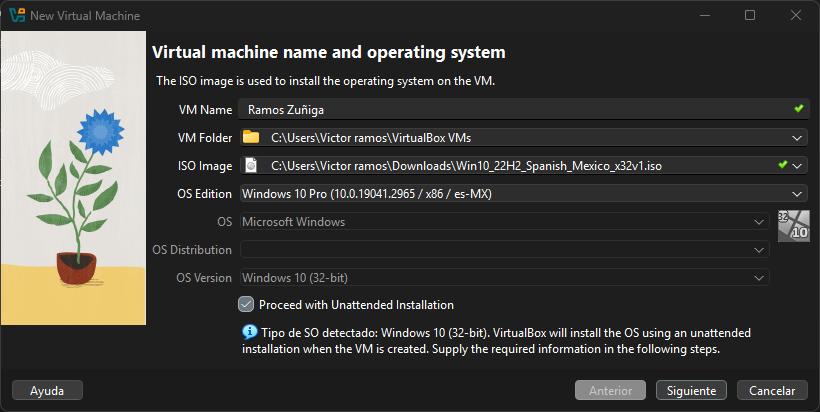 New Virtual Machine
Virtual machine name and operating system
The ISO image is used to install the operating system on the VM.
VM Name Ramos Zuñiga
VM Folder C:\Users\Victor ramos\VirtualBox VMs
ISO Image C:\Users\Victor ramos\Downloads\Win10_22H2_Spanish_Mexico_x32v1.iso
OS Edition Windows 10 Pro (10.0.19041.2965 / x86 / es-MX)
OS Microsoft Windows 32 10
OS Distribution
OS Version Windows 10 (32-bit)
Proceed with Unattended Installation
Tipo de SO detectado: Windows 10 (32-bit). VirtualBox will install the OS using an unattended
installation when the VM is created. Supply the required information in the following steps.
Ayuda Anterior Siguiente Cancelar